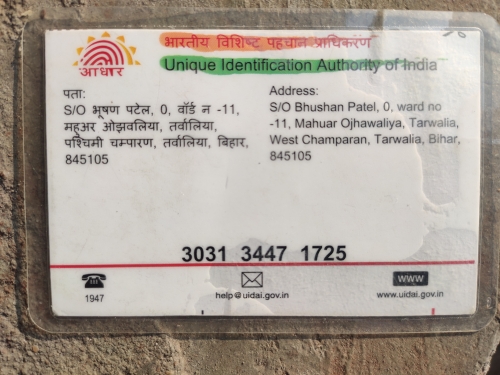 भारतीय विशिष्ट पहचान प्राधिकरण
Unique Identification Authority of India
आधार
पता:
S/O भूषण पटेल, 0, वॉर्ड न -11,
महुअर ओझवलिया, तर्वालिया,
पश्चिमी चम्पारण, तर्वालिया, बिहार,
845105
Address:
S/O Bhushan Patel, 0, ward no
-11, Mahuar Ojhawaliya, Tarwalia,
West Champaran, Tarwalia, Bihar,
845105
3031 3447 1725
1947
help@uidai.gov.in
WWW
www.uidai.gov.in